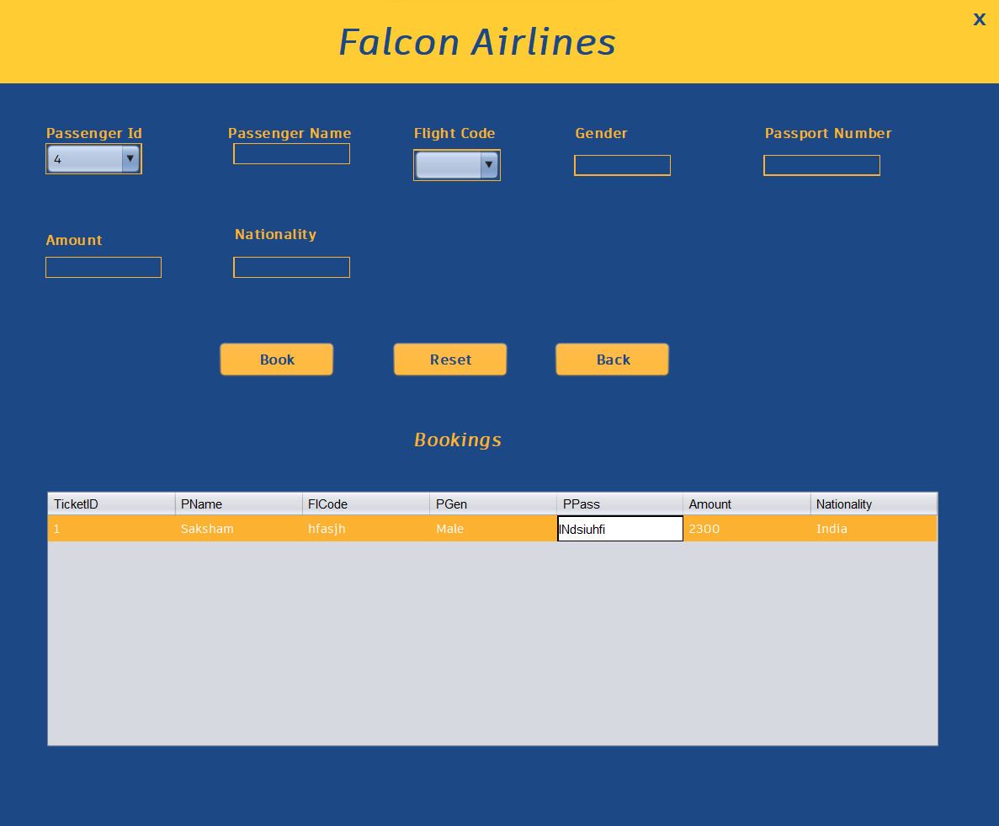 X
Falcon Airlines
Passenger Id Passenger Name Flight Code Gender Passport Number
4
Amount Nationality
Book Reset Back
Bookings
TicketID PName FlCode PGen PPass Amount Nationality
1 Saksham hfasjh Male INdsiuhfi 2300 India